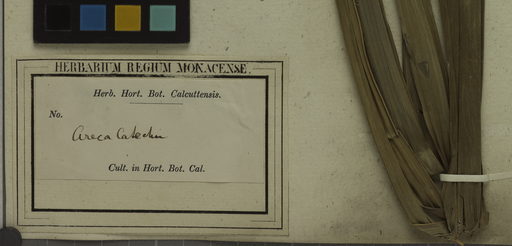 HERBARIUM REGIUM MONACENSE.
Herb. Hort. Bot. Calcuttensis.
No.
Areca Catechu
Cult. in Hort. Bot. Cal.